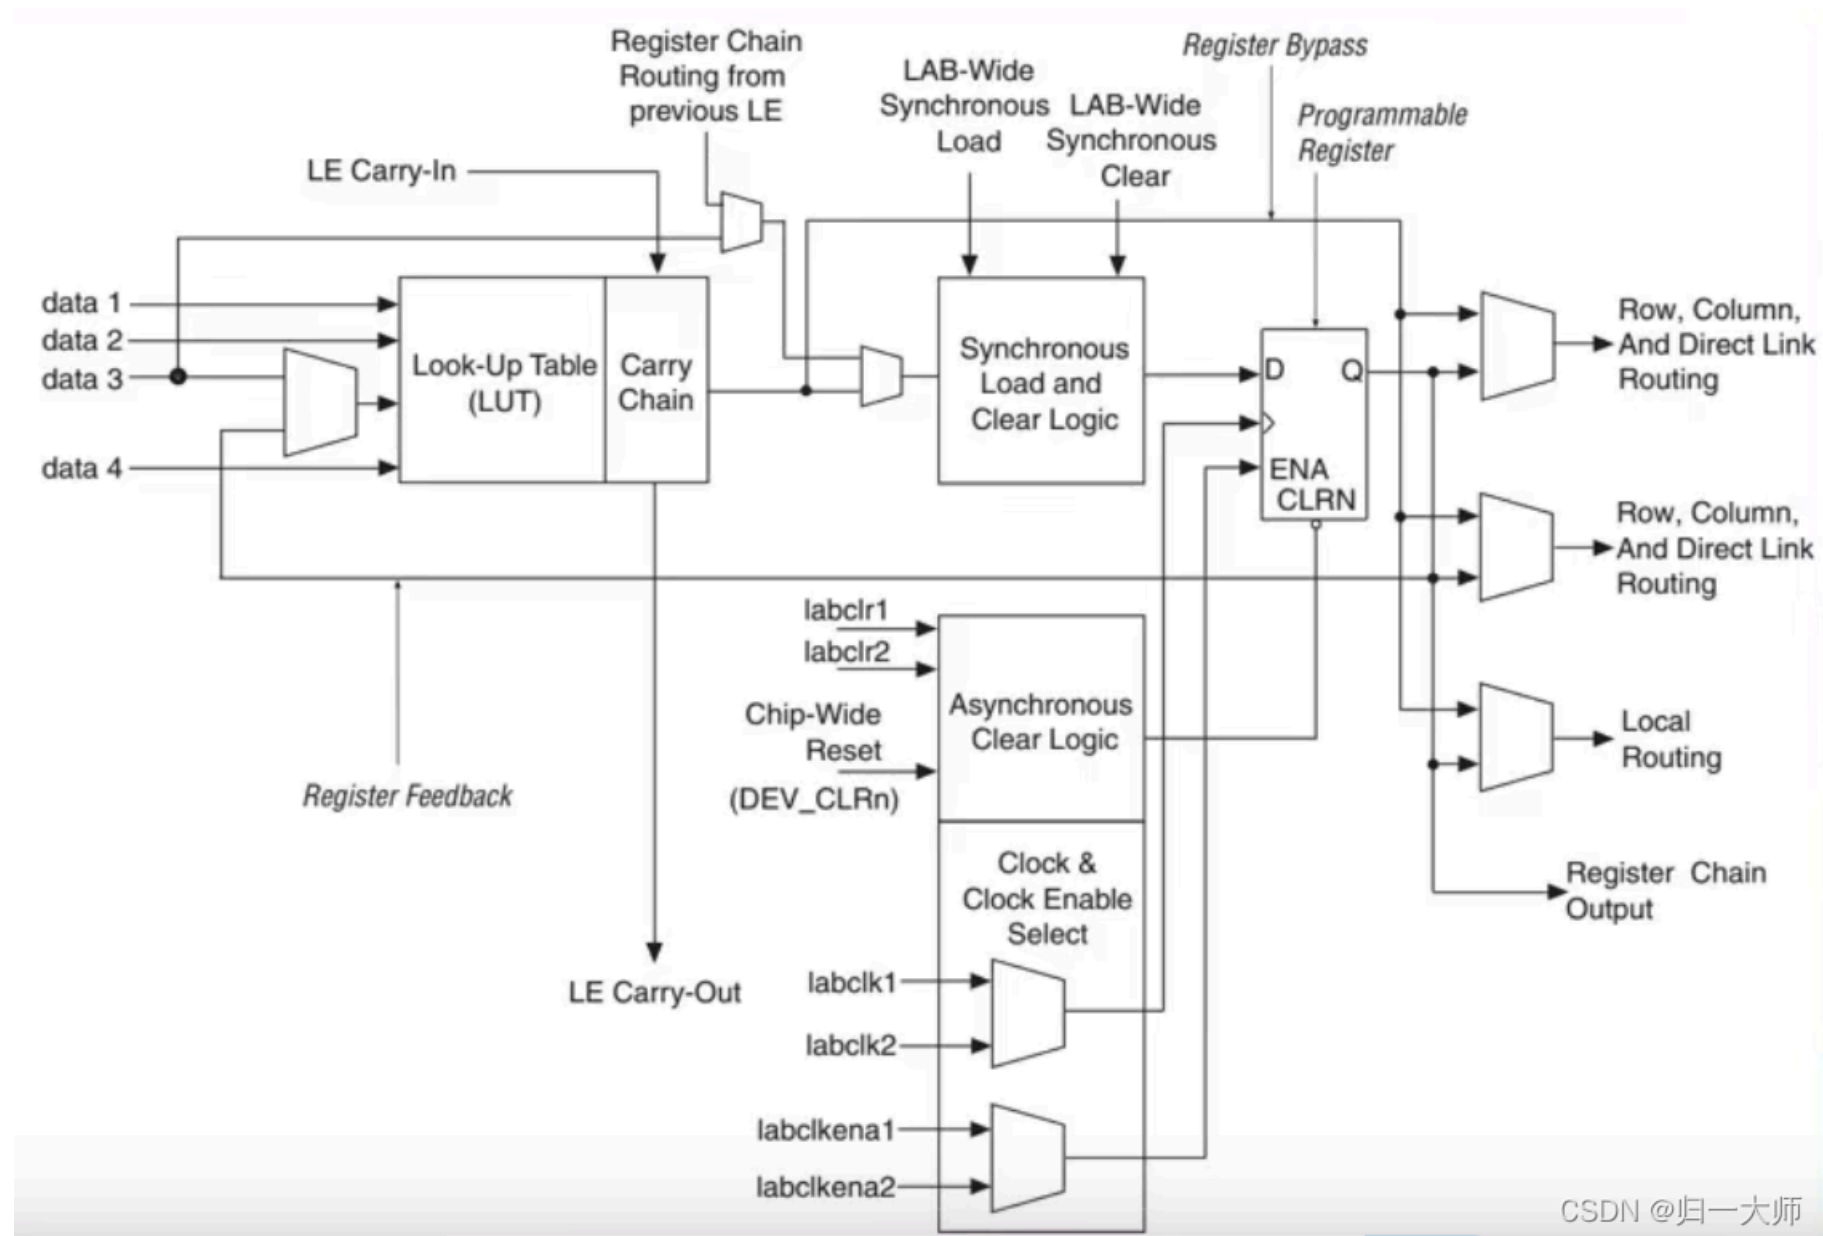 Register Chain
Routing from
previous LE
LAB-Wide
Synchronous
Load
LAB-Wide
Synchronous
Clear
Register Bypass
Programmable
Register
LE Carry-In
data 1
data 2
data 3
data 4
Look-Up Table
(LUT)
Carry
Chain
Synchronous
Load and
Clear Logic
D
Q
ENA
CLRN
Row, Column,
And Direct Link
Routing
Row, Column,
And Direct Link
Routing
Local
Routing
Register Chain
Output
Register Feedback
LE Carry-Out
labclr1
labclr2
Chip-Wide
Reset
(DEV_CLRn)
Asynchronous
Clear Logic
Clock &
Clock Enable
Select
labclk1
labclk2
labclkena1
labclkena2
CSDN @归一大师